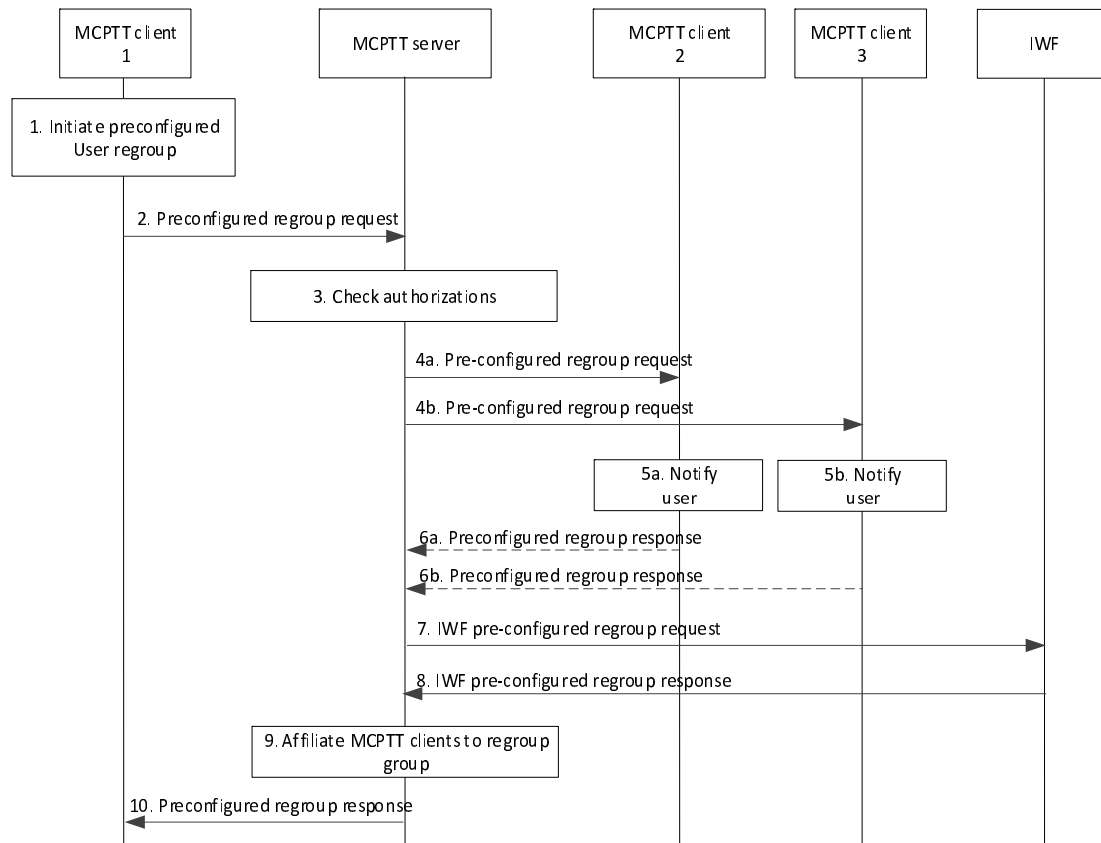 MCPTT client
1
MCPTT server
MCPTT client
2
MCPTT client
3
IWF
1. Initiate preconfigured
User regroup
2. Preconfigured regroup request
3. Check authorizations
4a. Pre-configured regroup request
4b. Pre-configured regroup request
5a. Notify
user
5b. Notify
user
6a. Preconfigured regroup response
6b. Preconfigured regroup response
7. IWF pre-configured regroup request
8. IWF pre-configured regroup response
9. Affiliate MCPTT clients to regroup
group
10. Preconfigured regroup response